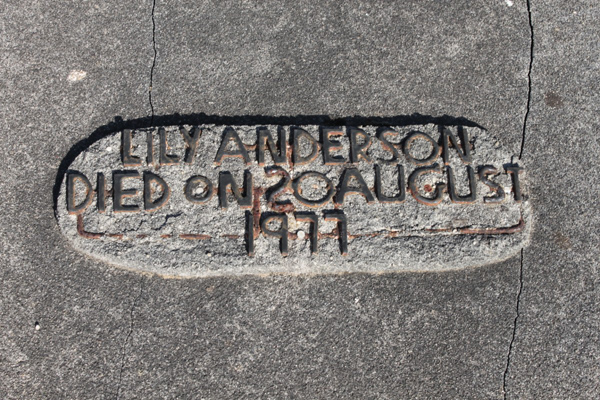 LILY ANDERSON
DIED ON 20 AUGUST
1977